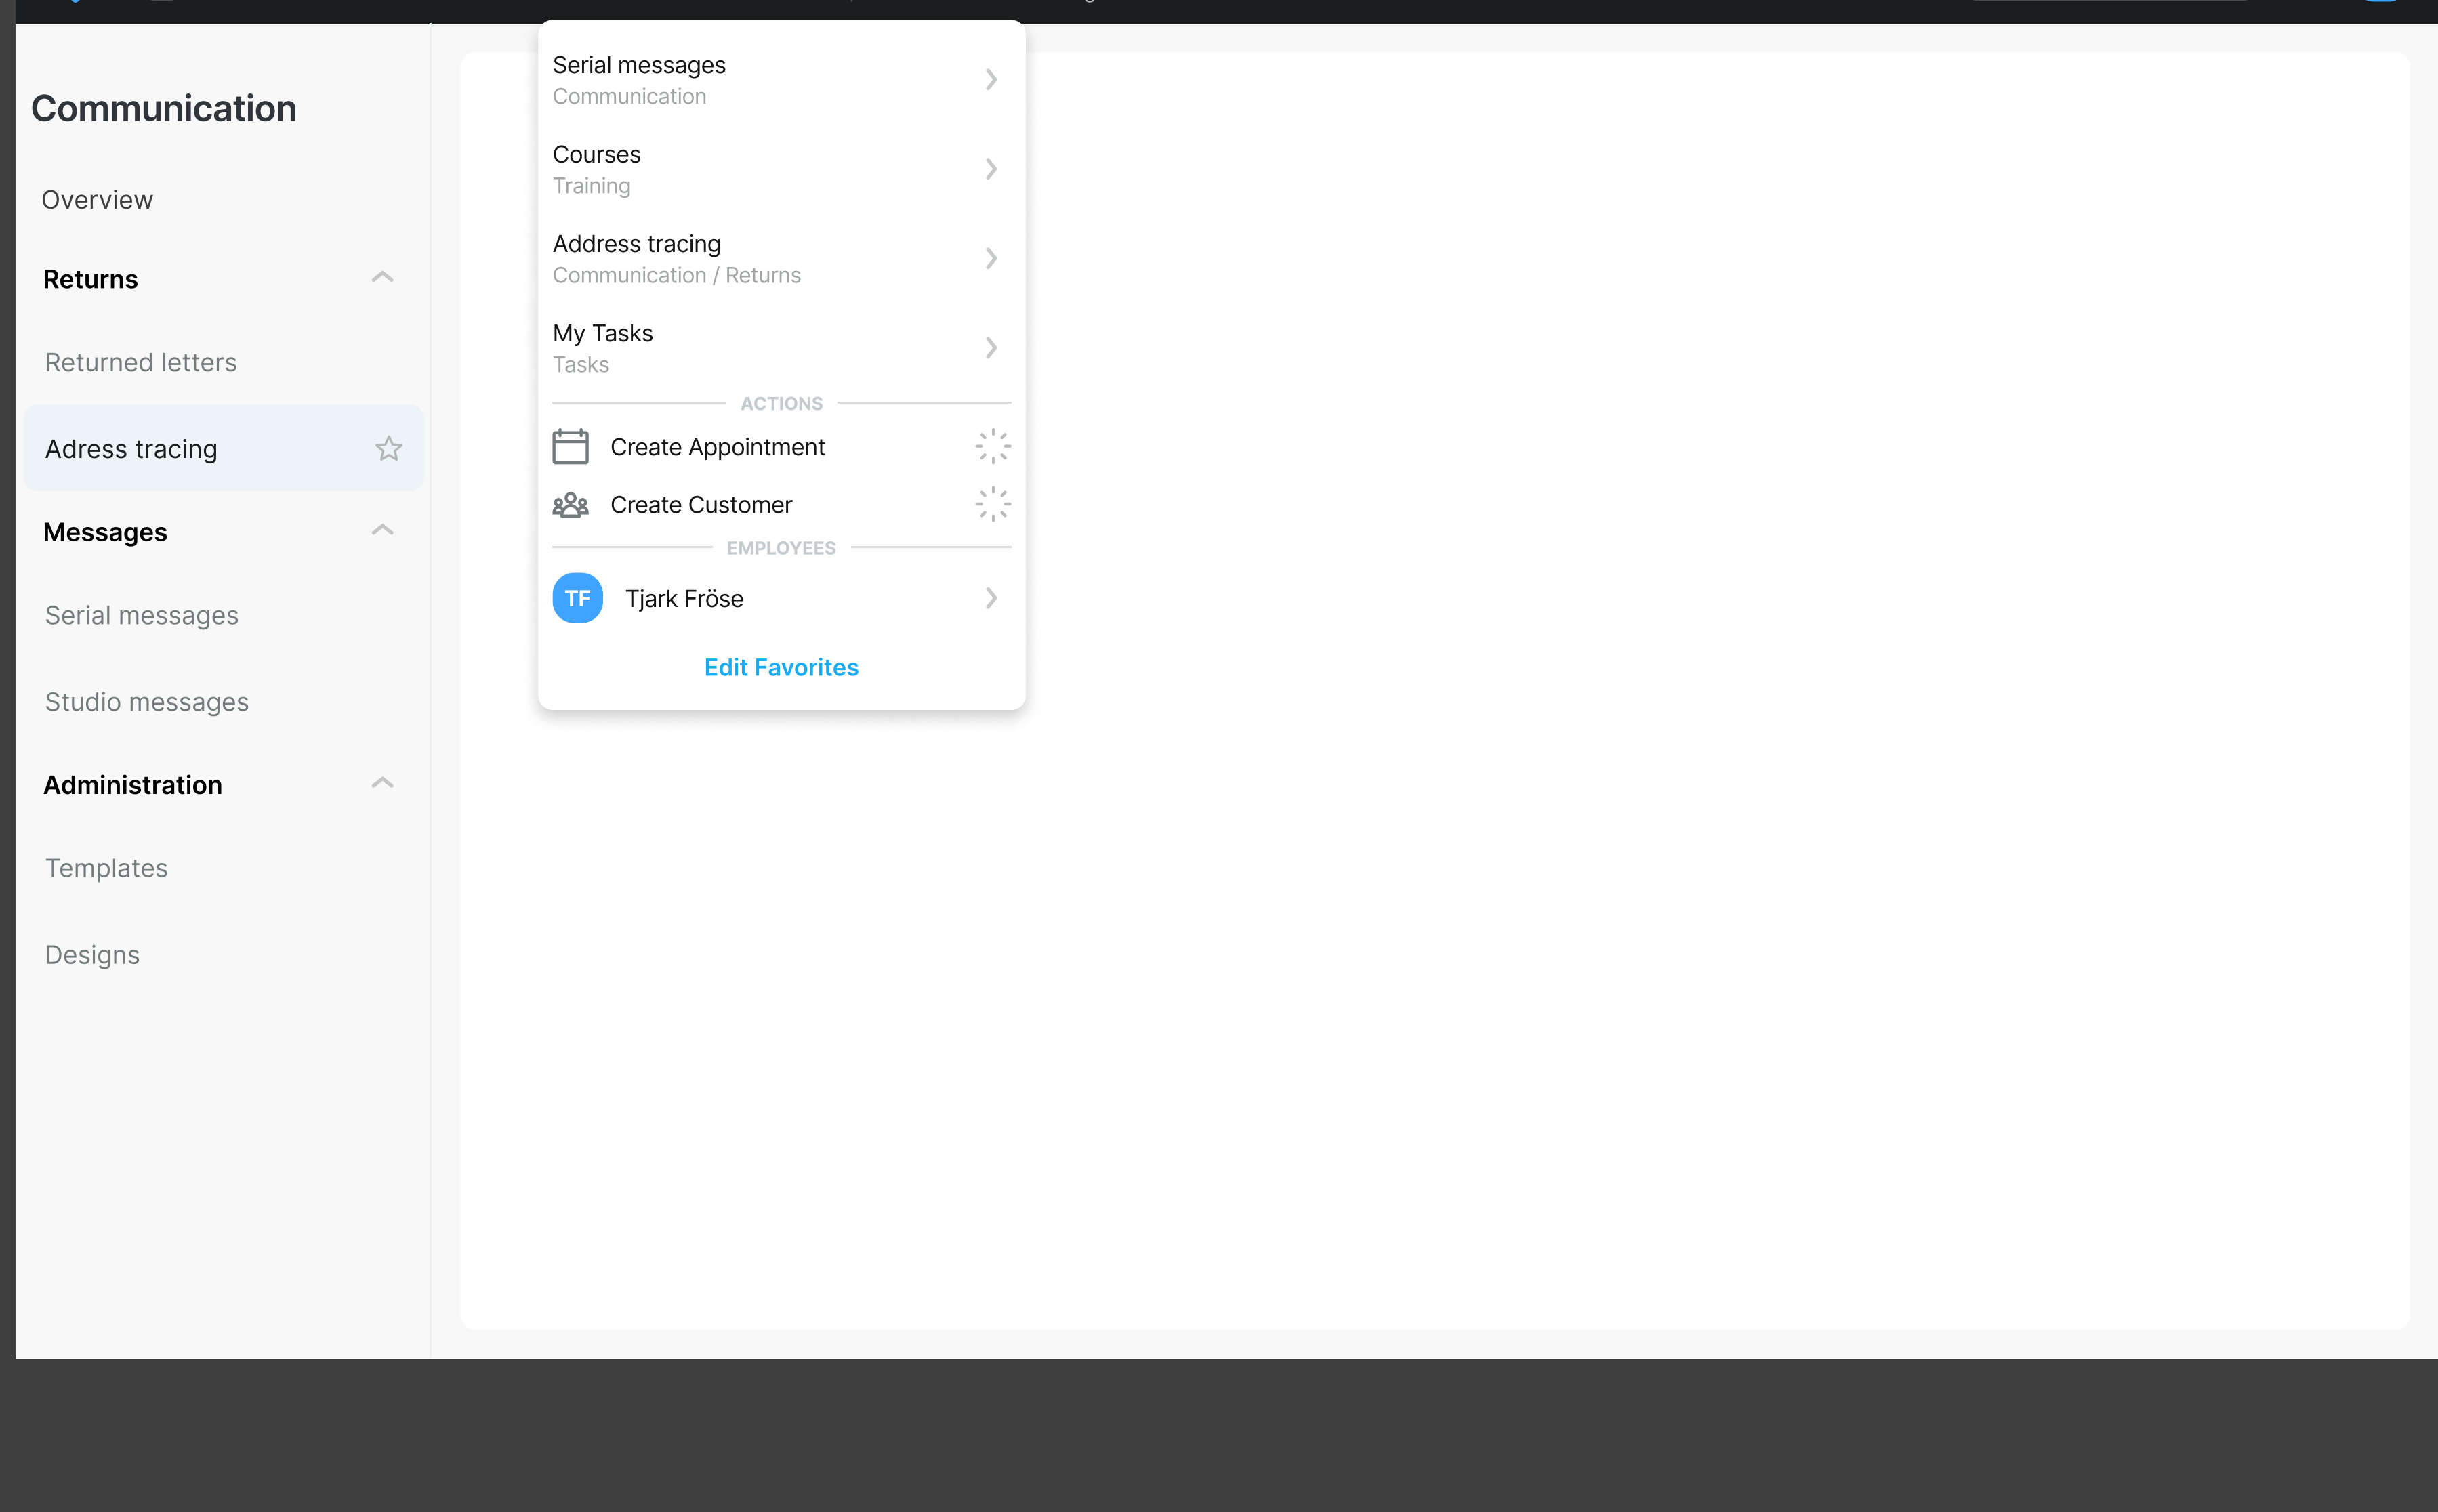 Communication
Overview
Returns
Returned letters
Adress tracing
Messages
Serial messages
Studio messages
Administration
Templates
Designs
Serial messages
Communication
Courses
Training
Address tracing
Communication / Returns
My Tasks
Tasks
ACTIONS
Create Appointment
Create Customer
EMPLOYEES
TF Tjark Fröse
Edit Favorites